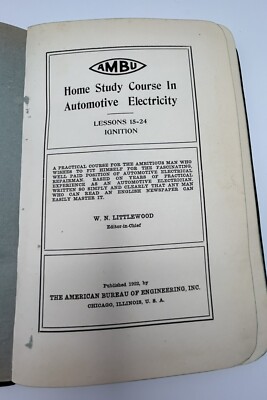 AMBU
Home Study Course In
Automotive Electricity
LESSONS 18-24
IGNITION
A PRACTICAL COURSE FOR THE AMBITIOUS MAN WHO
WISHES TO FIT HIMSELF FOR THE FASCINATING,
WELL PAID POSITION OF AUTOMOTIVE ELECTRICAL
REPAIRMAN. BASED ON YEARS OF PRACTICAL
EXPERIENCE AS AN AUTOMOTIVE ELECTRICIAN.
WRITTEN SO SIMPLY AND CLEARLY THAT ANY MAN
WHO CAN READ AN ENGLISH NEWSPAPER CAN
EASILY MASTER IT.
W. N. LITTLEWOOD
Editor-in-Chief
Published 1922, by
THE AMERICAN BUREAU OF ENGINEERING, INC.
CHICAGO, ILLINOIS, U. S. A.